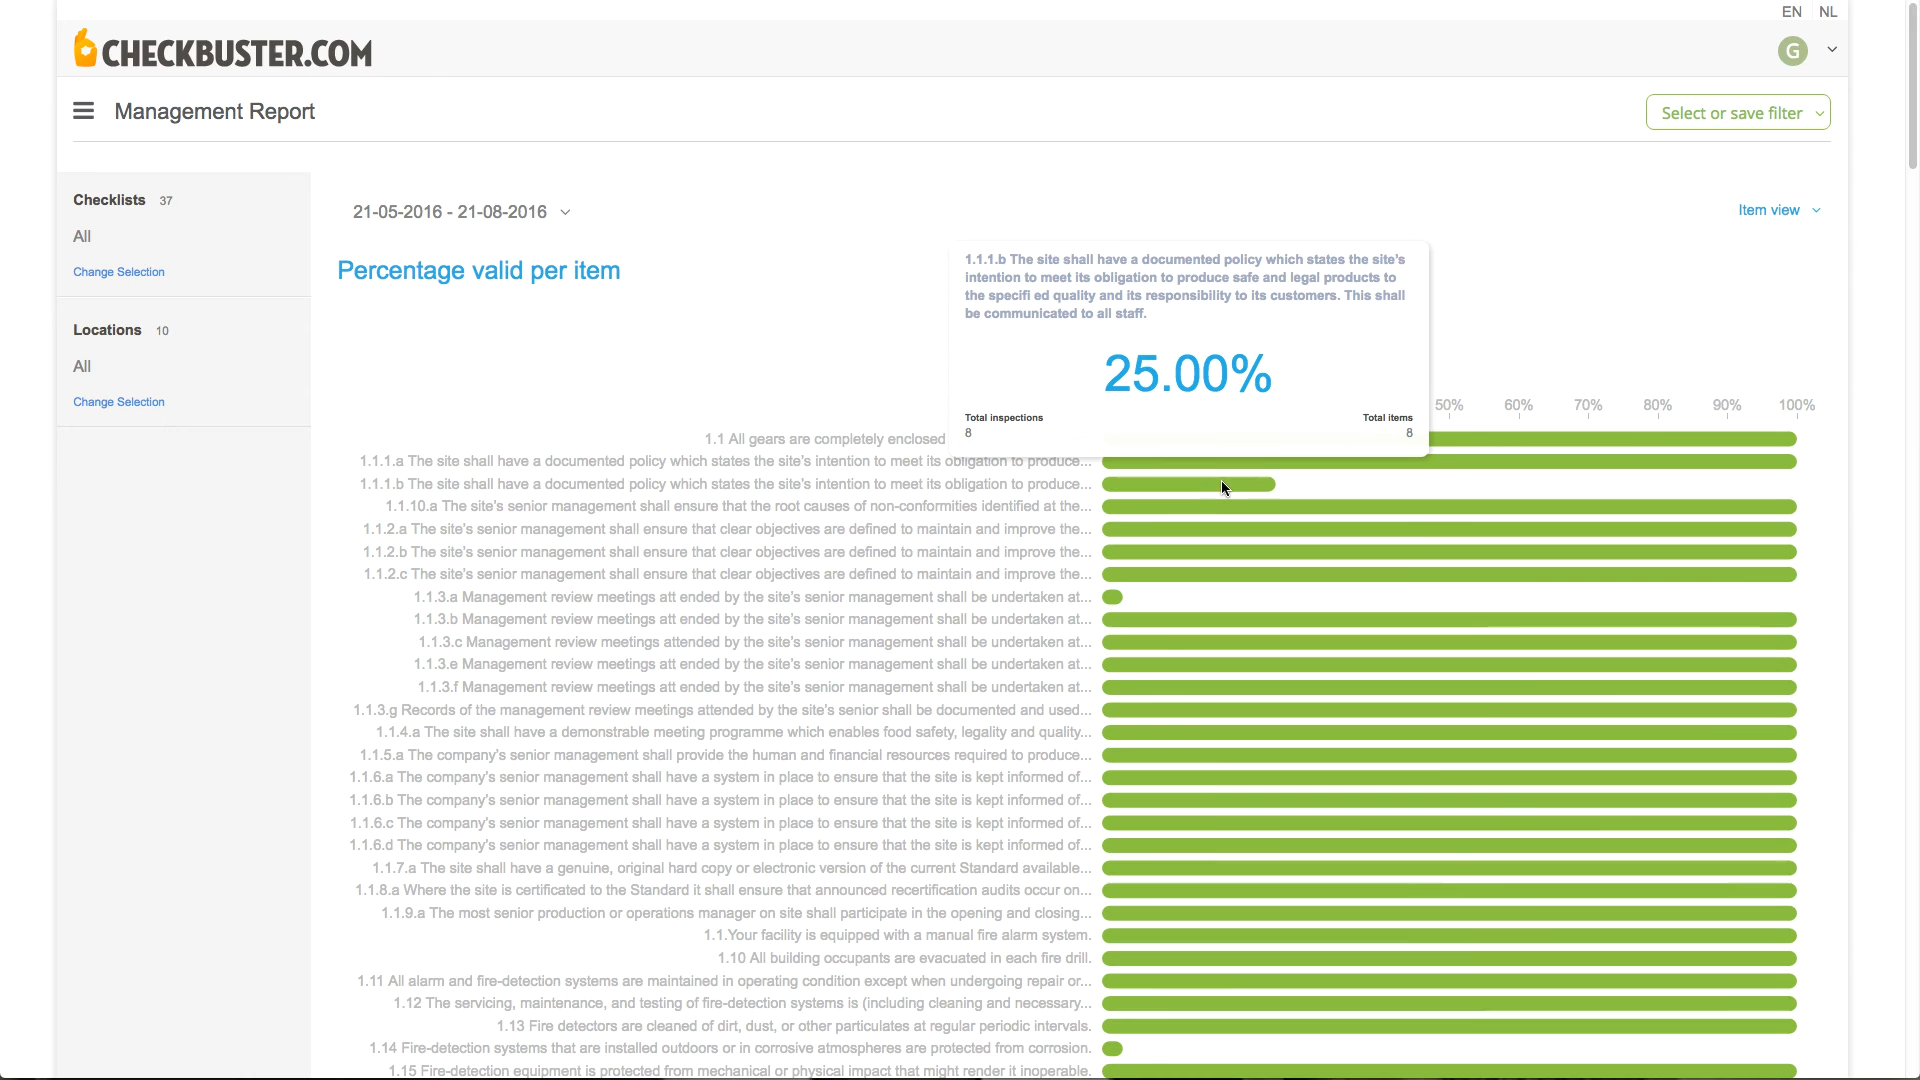 EN NL
CHECKBUSTER.COM
G
Management Report
Select or save filter
Checklists 37
All
Change Selection
Locations 10
All
Change Selection
21-05-2016 - 21-08-2016
Item view
Percentage valid per item
1.1.1.b The site shall have a documented policy which states the site's
intention to meet its obligation to produce safe and legal products to
the specifi ed quality and its responsibility to its customers. This shall
be communicated to all staff.
25.00%
Total inspections Total items
8 8
50% 60% 70% 80% 90% 100%
1.1 All gears are completely enclosed
1.1.1.a The site shall have a documented policy which states the site's intention to meet its obligation to produce...
1.1.1.b The site shall have a documented policy which states the site's intention to meet its obligation to produce...
1.1.10.a The site's senior management shall ensure that the root causes of non-conformities identified at the...
1.1.2.a The site's senior management shall ensure that clear objectives are defined to maintain and improve the...
1.1.2.b The site's senior management shall ensure that clear objectives are defined to maintain and improve the...
1.1.2.c The site's senior management shall ensure that clear objectives are defined to maintain and improve the...
1.1.3.a Management review meetings att ended by the site's senior management shall be undertaken at...
1.1.3.b Management review meetings att ended by the site's senior management shall be undertaken at...
1.1.3.c Management review meetings attended by the site's senior management shall be undertaken at...
1.1.3.e Management review meetings att ended by the site's senior management shall be undertaken at...
1.1.3.f Management review meetings att ended by the site's senior management shall be undertaken at...
1.1.3.g Records of the management review meetings attended by the site's senior shall be documented and used...
1.1.4.a The site shall have a demonstrable meeting programme which enables food safety, legality and quality...
1.1.5.a The company's senior management shall provide the human and financial resources required to produce...
1.1.6.a The company's senior management shall have a system in place to ensure that the site is kept informed of...
1.1.6.b The company's senior management shall have a system in place to ensure that the site is kept informed of...
1.1.6.c The company's senior management shall have a system in place to ensure that the site is kept informed of...
1.1.6.d The company's senior management shall have a system in place to ensure that the site is kept informed of...
1.1.7.a The site shall have a genuine, original hard copy or electronic version of the current Standard available...
1.1.8.a Where the site is certificated to the Standard it shall ensure that announced recertification audits occur on...
1.1.9.a The most senior production or operations manager on site shall participate in the opening and closing...
1.1.Your facility is equipped with a manual fire alarm system.
1.10 All building occupants are evacuated in each fire drill.
1.11 All alarm and fire-detection systems are maintained in operating condition except when undergoing repair or...
1.12 The servicing, maintenance, and testing of fire-detection systems is (including cleaning and necessary...
1.13 Fire detectors are cleaned of dirt, dust, or other particulates at regular periodic intervals.
1.14 Fire-detection systems that are installed outdoors or in corrosive atmospheres are protected from corrosion.
1.15 Fire-detection equipment is protected from mechanical or physical impact that might render it inoperable.